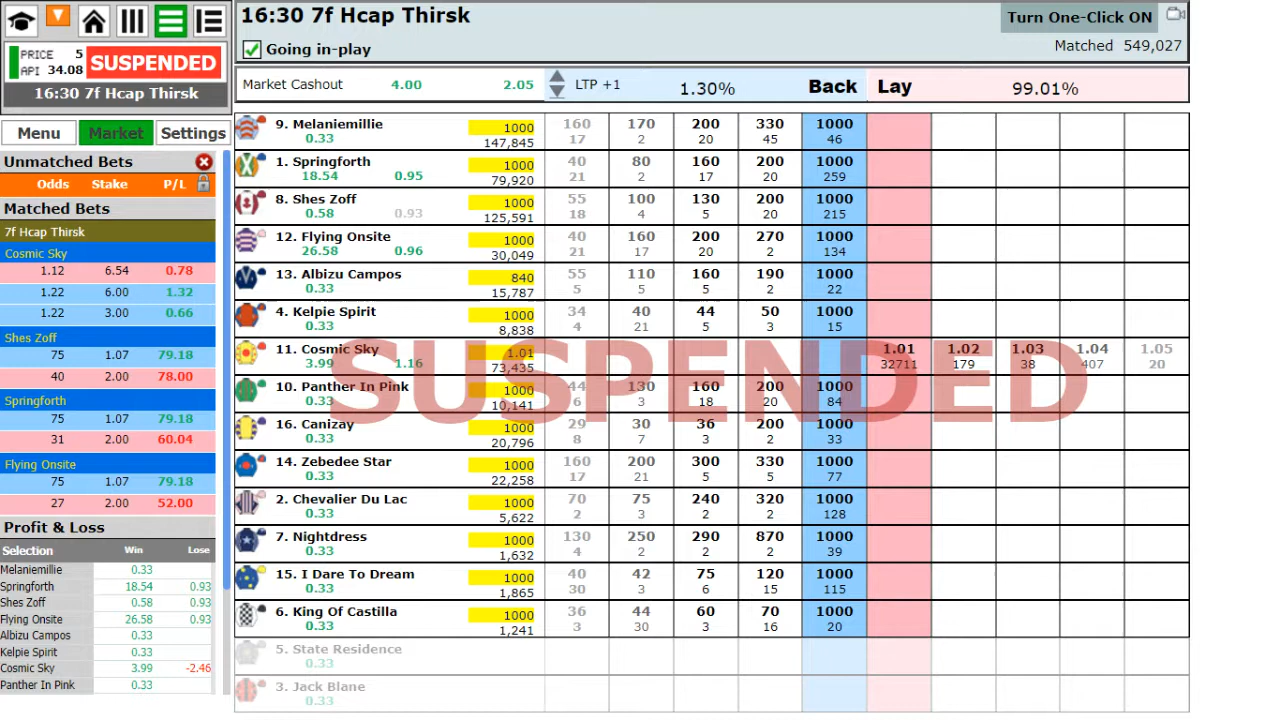 16:30 7f Hcap Thirsk
Turn One-Click ON
Going in-play
Matched 549,027
PRICE 5
API 34.08
SUSPENDED
16:30 7f Hcap Thirsk
Market Cashout 4.00 2.05 LTP +1 1.30% Back Lay 99.01%
Menu Market Settings
Unmatched Bets
Odds Stake P/L
Matched Bets
7f Hcap Thirsk
Cosmic Sky
1.12 6.54 0.78
1.22 6.00 1.32
1.22 3.00 0.66
Shes Zoff
75 1.07 79.18
40 2.00 78.00
Springforth
75 1.07 79.18
31 2.00 60.04
Flying Onsite
75 1.07 79.18
27 2.00 52.00
Profit & Loss
Selection Win Lose
Melaniemillie 0.33
Springforth 18.54 0.93
Shes Zoff 0.58 0.93
Flying Onsite 26.58 0.93
Albizu Campos 0.33
Kelpie Spirit 0.33
Cosmic Sky 3.99 -2.46
Panther In Pink 0.33
9. Melaniemillie 1000 160 170 200 330 1000
0.33 147,845 17 2 20 45 46
1. Springforth 1000 40 80 160 200 1000
18.54 0.95 79,920 21 2 17 20 259
8. Shes Zoff 1000 55 100 130 200 1000
0.58 0.93 125,591 18 4 5 20 215
12. Flying Onsite 1000 40 160 200 270 1000
26.58 0.96 30,049 21 17 20 2 134
13. Albizu Campos 840 55 110 160 190 1000
0.33 15,787 5 5 5 2 22
4. Kelpie Spirit 1000 34 40 44 50 1000
0.33 8,838 4 21 5 3 15
11. Cosmic Sky 1.01 1.01 1.02 1.03 1.04 1.05
3.99 1.16 73,435 32711 179 38 407 20
SUSPENDED
10. Panther In Pink 1000 44 130 160 200 1000
0.33 10,141 6 3 18 20 84
16. Canizay 1000 29 30 36 200 1000
0.33 20,796 8 7 3 2 33
14. Zebedee Star 1000 160 200 300 330 1000
0.33 22,258 17 21 5 5 77
2. Chevalier Du Lac 1000 70 75 240 320 1000
0.33 5,622 2 3 2 2 128
7. Nightdress 1000 130 250 290 870 1000
0.33 1,632 4 2 2 2 39
15. I Dare To Dream 1000 40 42 75 120 1000
0.33 1,865 30 3 6 15 115
6. King Of Castilla 1000 36 44 60 70 1000
0.33 1,241 3 30 3 16 20
5. State Residence
0.33
3. Jack Blane
0.33